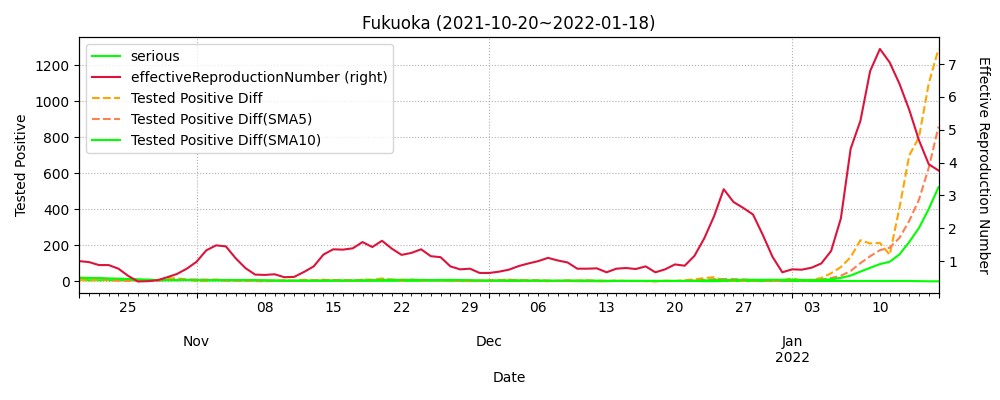 Fukuoka (2021-10-20~2022-01-18)
serious
effectiveReproductionNumber (right)
Tested Positive Diff
Tested Positive Diff(SMA5)
Tested Positive Diff(SMA10)
Tested Positive
1200
1000
800
600
400
200
0
7
6
5
4
3
2
1
Effective Reproduction Number
25 08 15 22 29 06 13 20 27 03 10
Nov Dec Jan
2022
Date